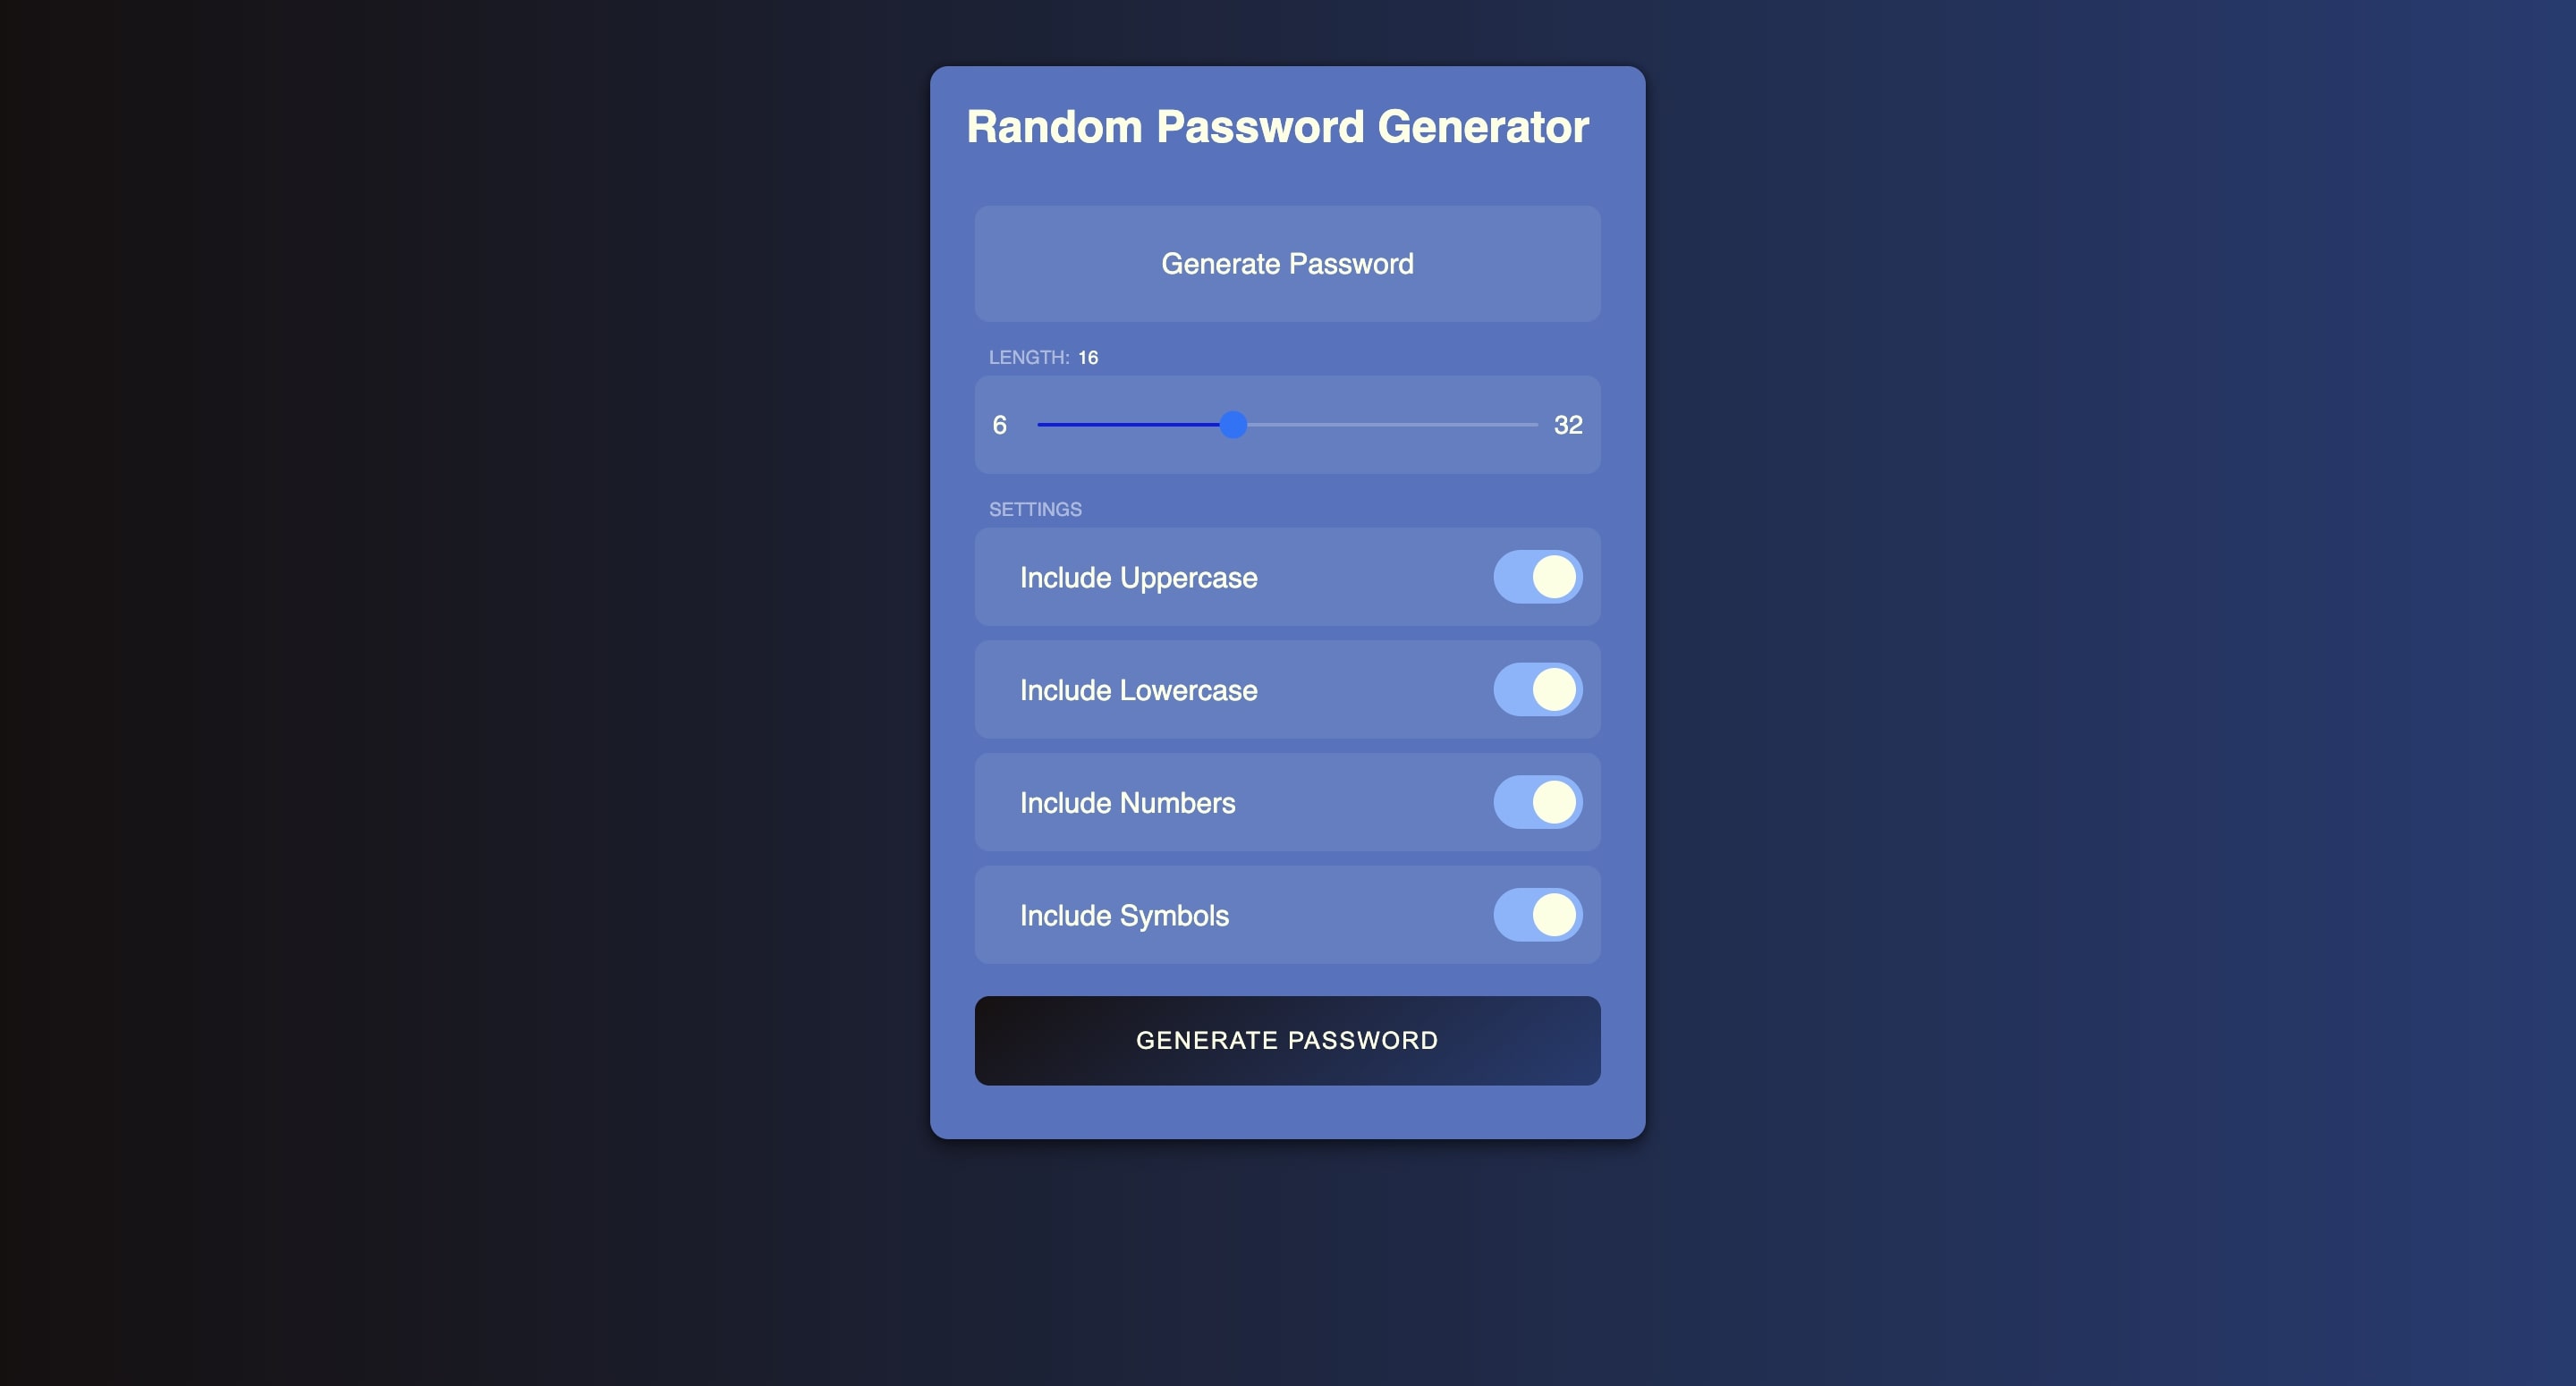 Random Password Generator
Generate Password
LENGTH: 16
6 32
SETTINGS
Include Uppercase
Include Lowercase
Include Numbers
Include Symbols
GENERATE PASSWORD